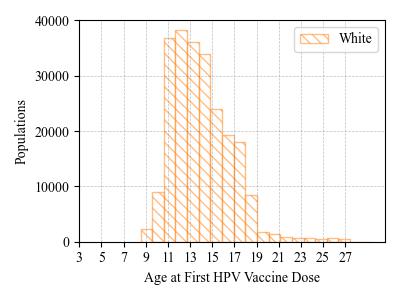 White
Populations
40000
30000
20000
10000
0
3 5 7 9 11 13 15 17 19 21 23 25 27
Age at First HPV Vaccine Dose